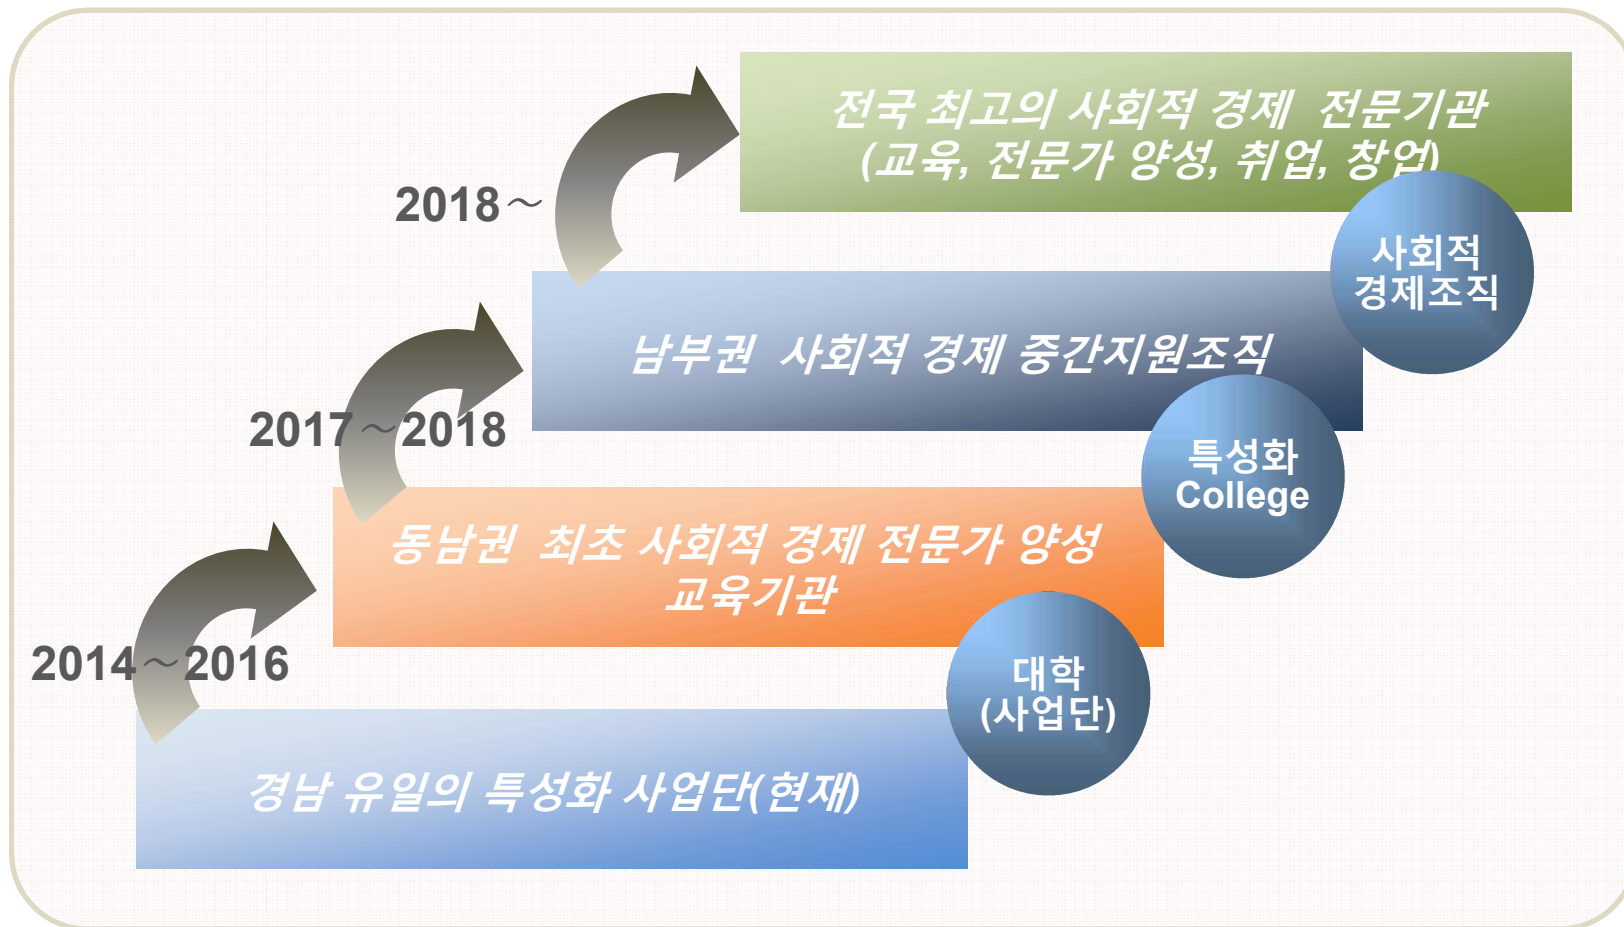 전국 최고의 사회적 경제 전문기관
(교육, 전문가 양성, 취업, 창업)
2018～
사회적
경제조직
남부권 사회적 경제 중간지원조직
2017～2018
특성화
College
동남권 최초 사회적 경제 전문가 양성
교육기관
2014～2016
대학
(사업단)
경남 유일의 특성화 사업단(현재)